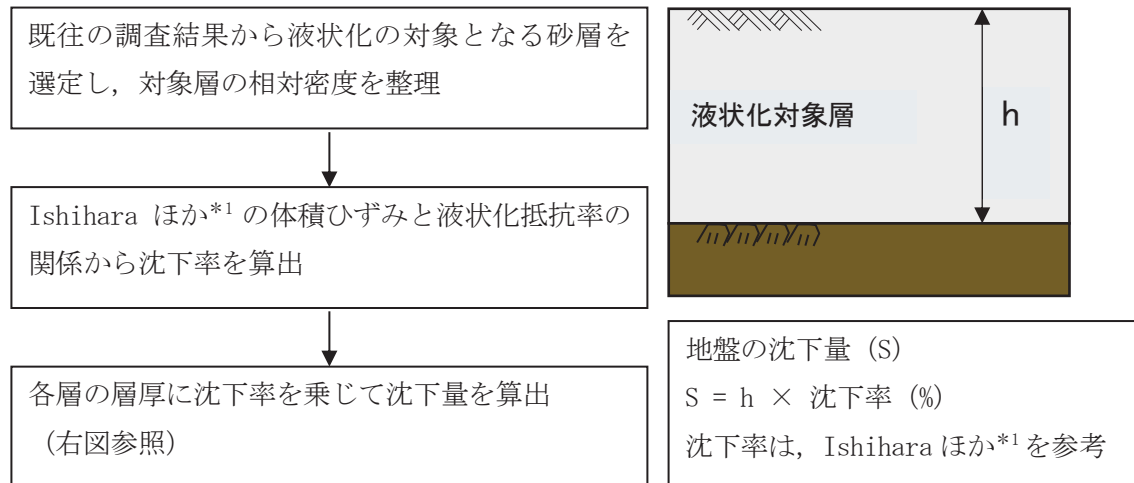 既往の調査結果から液状化の対象となる砂層を
選定し，対象層の相対密度を整理
Ishihara ほか*1 の体積ひずみと液状化抵抗率の
関係から沈下率を算出
各層の層厚に沈下率を乗じて沈下量を算出
（右図参照）
液状化対象層
h
地盤の沈下量（S）
S = h × 沈下率（%）
沈下率は，Ishihara ほか*1 を参考